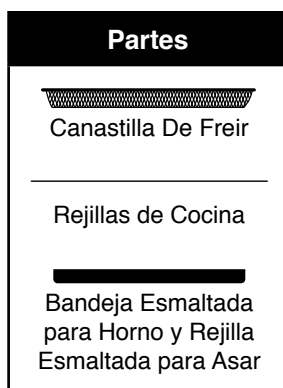 Partes
Canastilla De Freir
Rejillas de Cocina
Bandeja Esmaltada
para Horno y Rejilla
Esmaltada para Asar